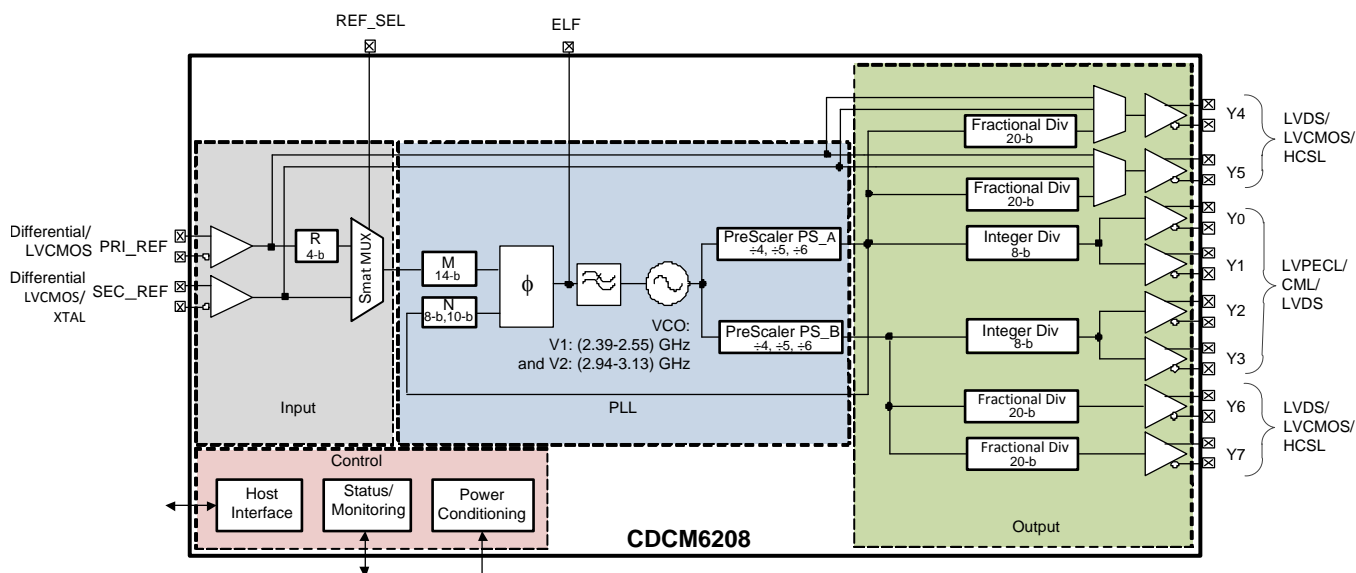 REF_SEL
ELF
Differential/
LVCMOS PRI_REF
Differential
LVCMOS/ SEC_REF
XTAL
R
4-b
Smat MUX
Input
M
14-b
N
8-b,10-b
ϕ
VCO:
V1: (2.39-2.55) GHz
and V2: (2.94-3.13) GHz
PreScaler PS_A
÷4, ÷5, ÷6
PreScaler PS_B
÷4, ÷5, ÷6
PLL
Fractional Div
20-b
Fractional Div
20-b
Integer Div
8-b
Integer Div
8-b
Fractional Div
20-b
Fractional Div
20-b
Output
Y4
Y5
LVDS/
LVCMOS/
HCSL
Y0
Y1
Y2
Y3
LVPECL/
CML/
LVDS
Y6
Y7
LVDS/
LVCMOS/
HCSL
Control
Host
Interface
Status/
Monitoring
Power
Conditioning
CDCM6208